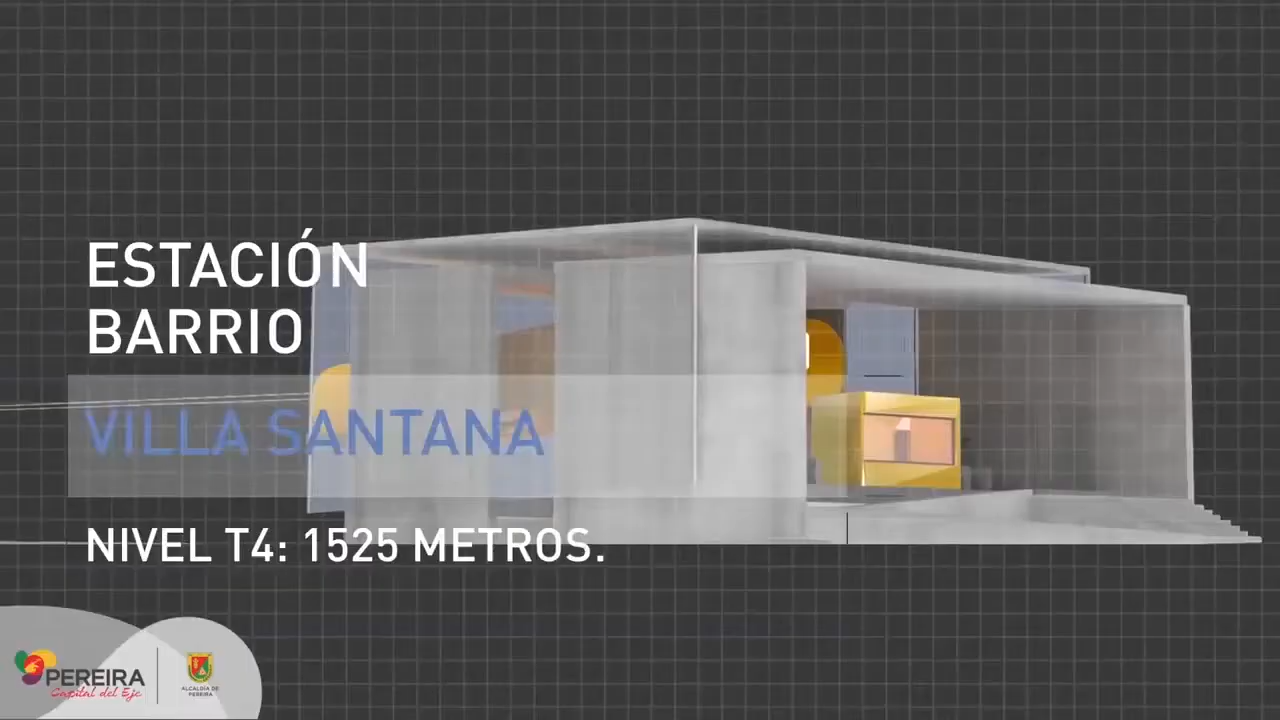 ESTACIÓN
BARRIO
VILLA SANTANA
NIVEL T4: 1525 METROS.
PEREIRA
Capital del Eje
ALCALDÍA DE
PEREIRA